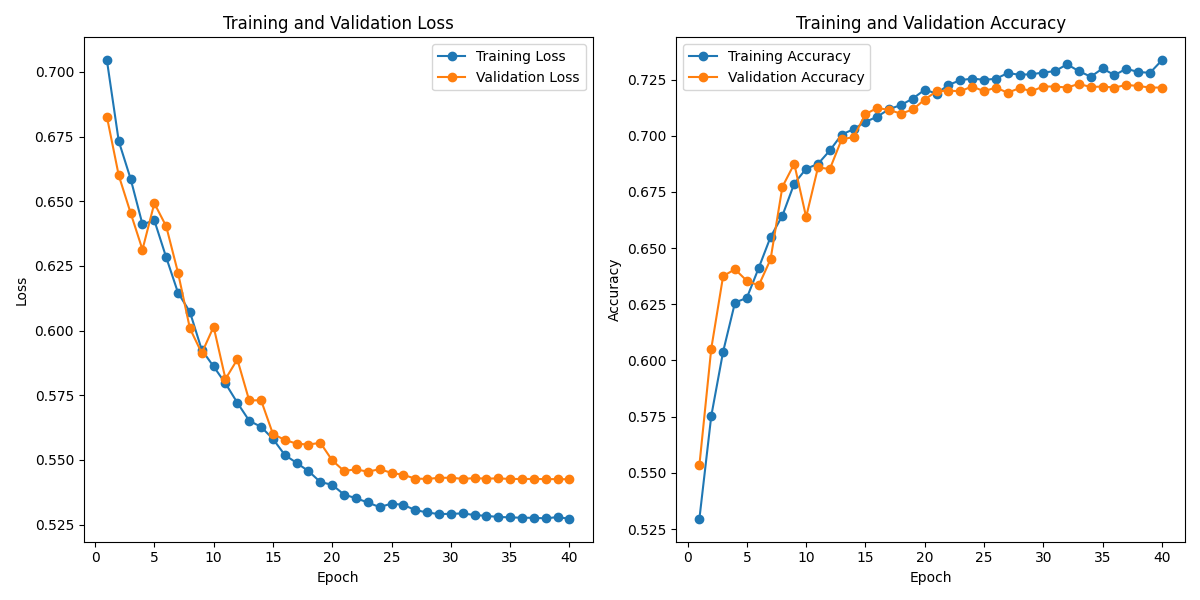 Training and Validation Loss
Training Loss
Validation Loss
0.700
0.675
0.650
0.625
0.600
0.575
0.550
0.525
Loss
0 5 10 15 20 25 30 35 40
Epoch
Training and Validation Accuracy
Training Accuracy
Validation Accuracy
0.725
0.700
0.675
0.650
0.625
0.600
0.575
0.550
0.525
Accuracy
0 5 10 15 20 25 30 35 40
Epoch